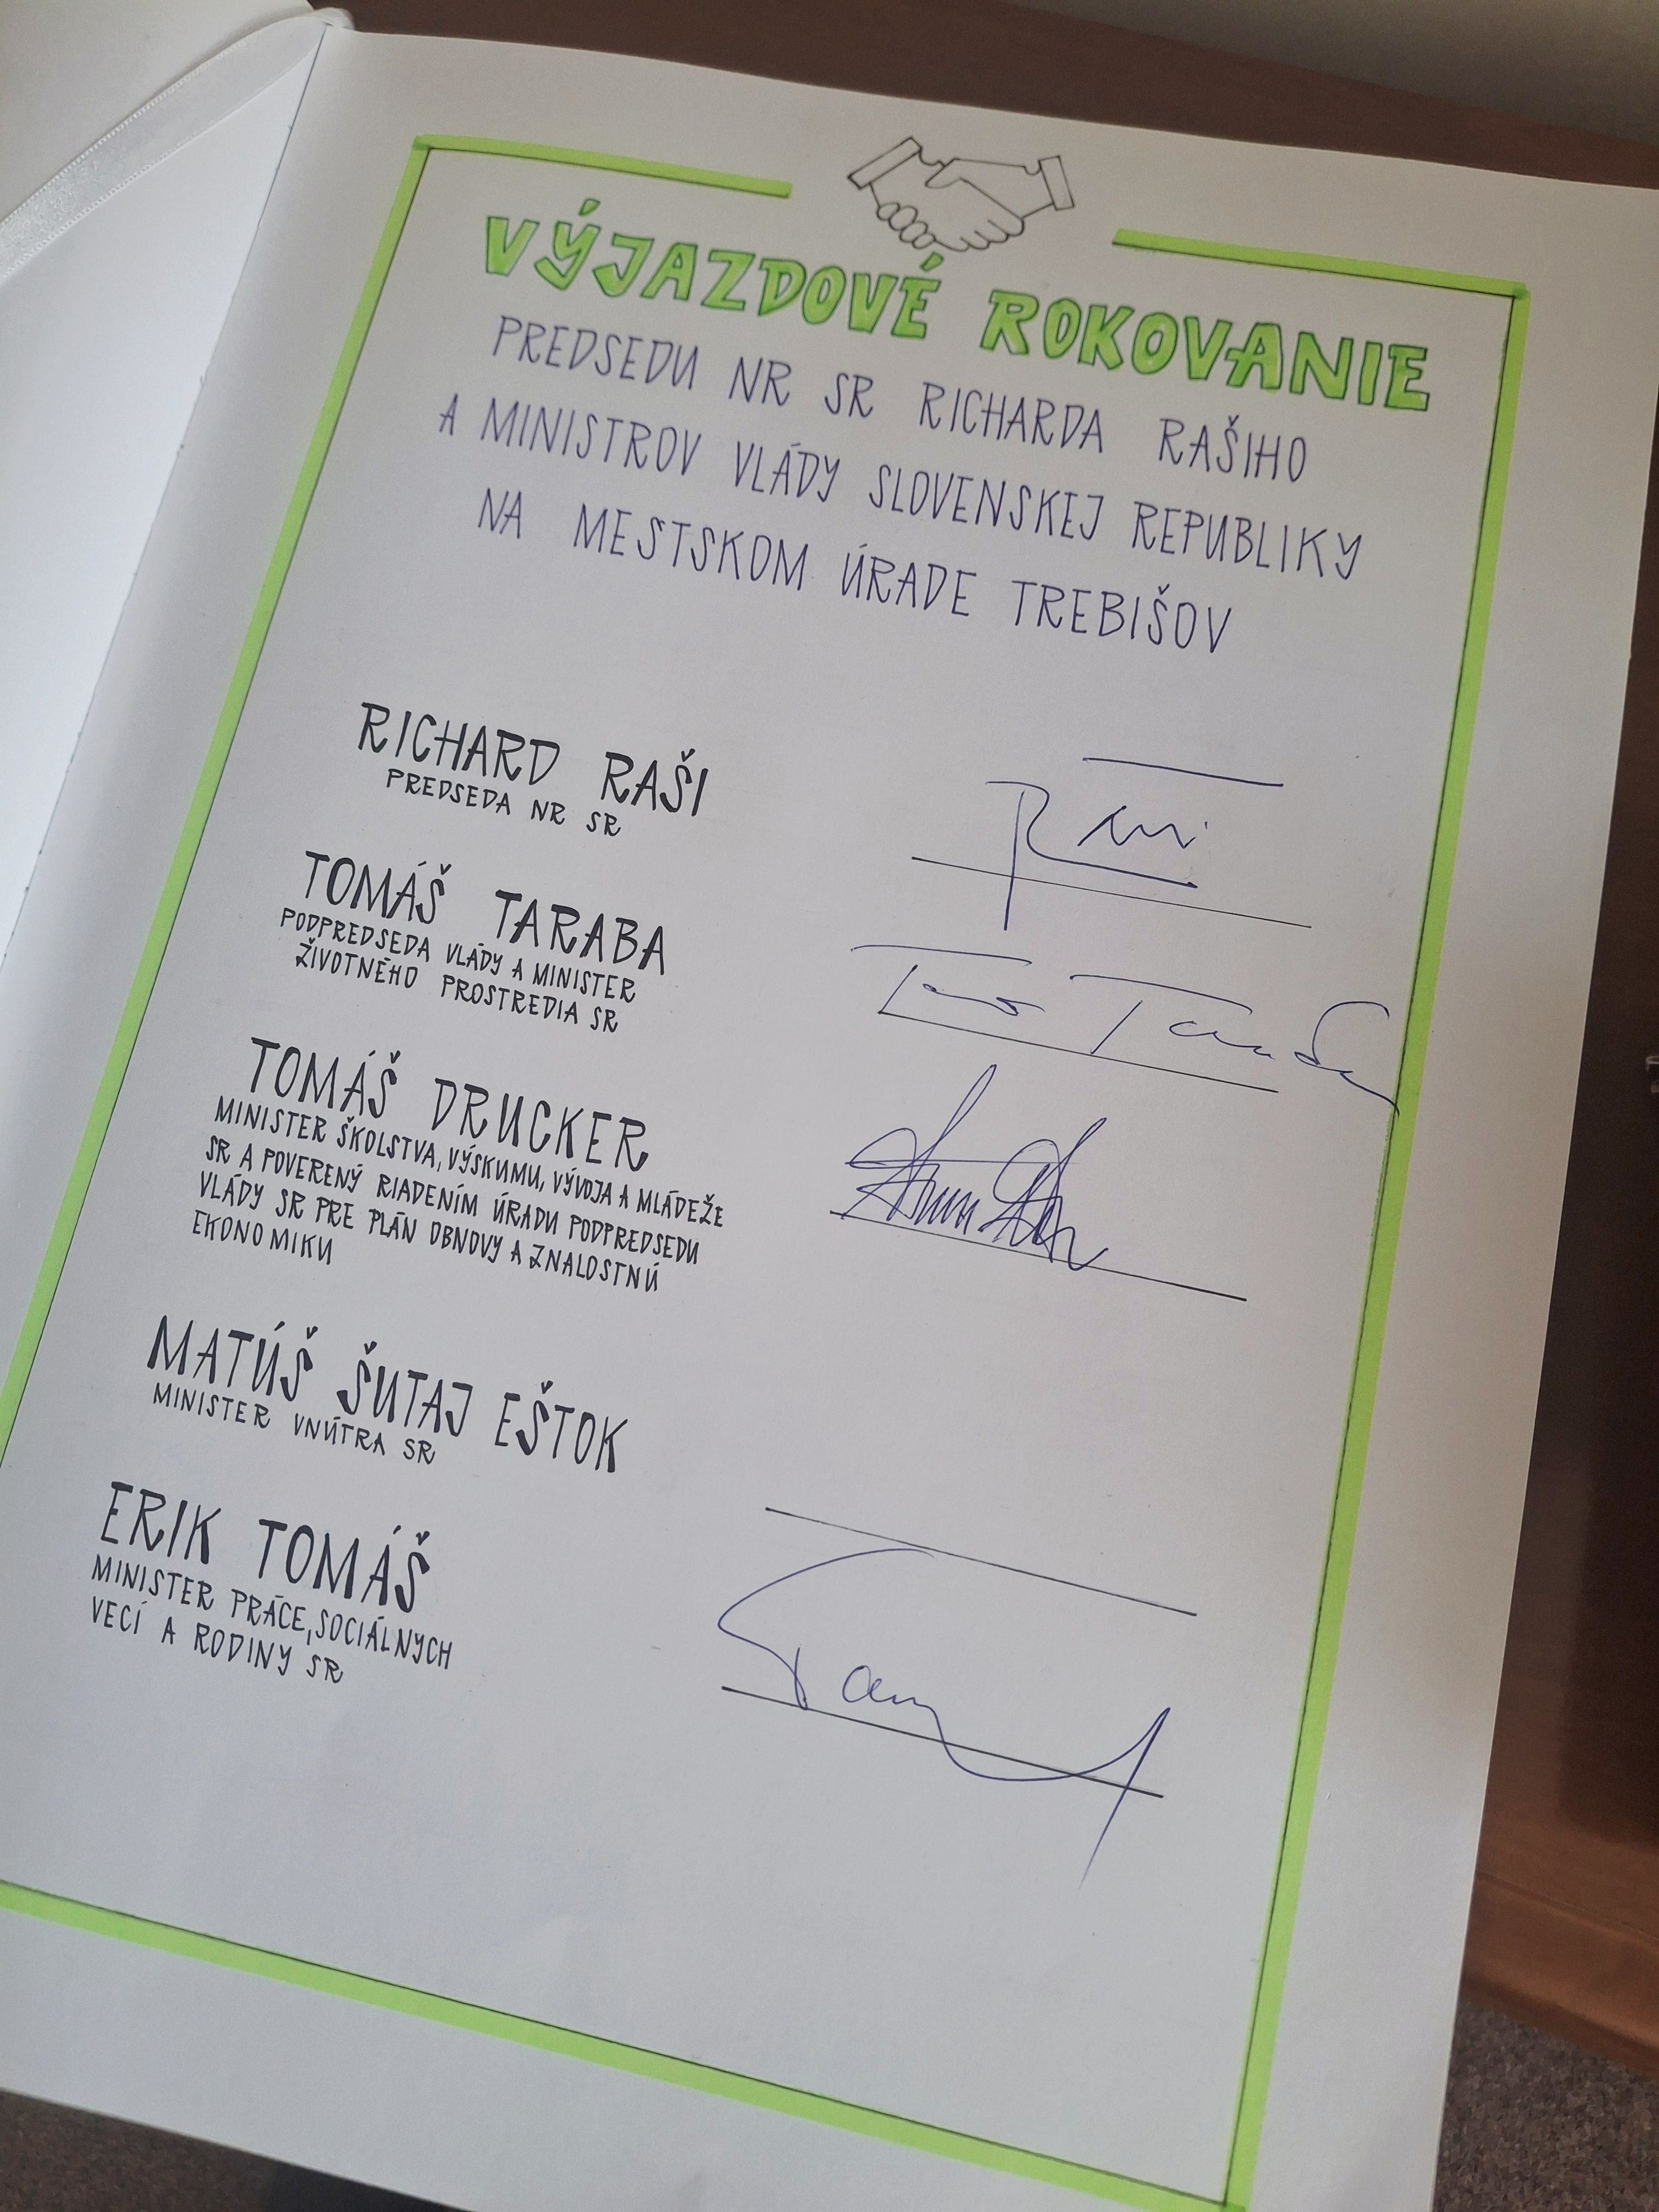 VÝJAZDOVÉ ROKOVANIE
PREDSEDU NR SR RICHARDA RAŠIHO
A MINISTROV VLÁDY SLOVENSKEJ REPUBLIKY
NA MESTSKOM ÚRADE TREBIŠOV
RICHARD RAŠI
PREDSEDA NR SR
TOMÁŠ TARABA
PODPREDSEDA VLÁDY A MINISTER
ŽIVOTNÉHO PROSTREDIA SR
TOMÁŠ DRUCKER
MINISTER ŠKOLSTVA, VÝSKUMU, VÝVOJA A MLÁDEŽE
SR A POVERENÝ RIADENÍM ÚRADU PODPREDSEDU
VLÁDY SR PRE PLÁN OBNOVY A ZNALOSTNÚ
EKONOMIKU
MATÚŠ ŠUTAJ EŠTOK
MINISTER VNÚTRA SR
ERIK TOMÁŠ
MINISTER PRÁCE, SOCIÁLNYCH
VECÍ A RODINY SR